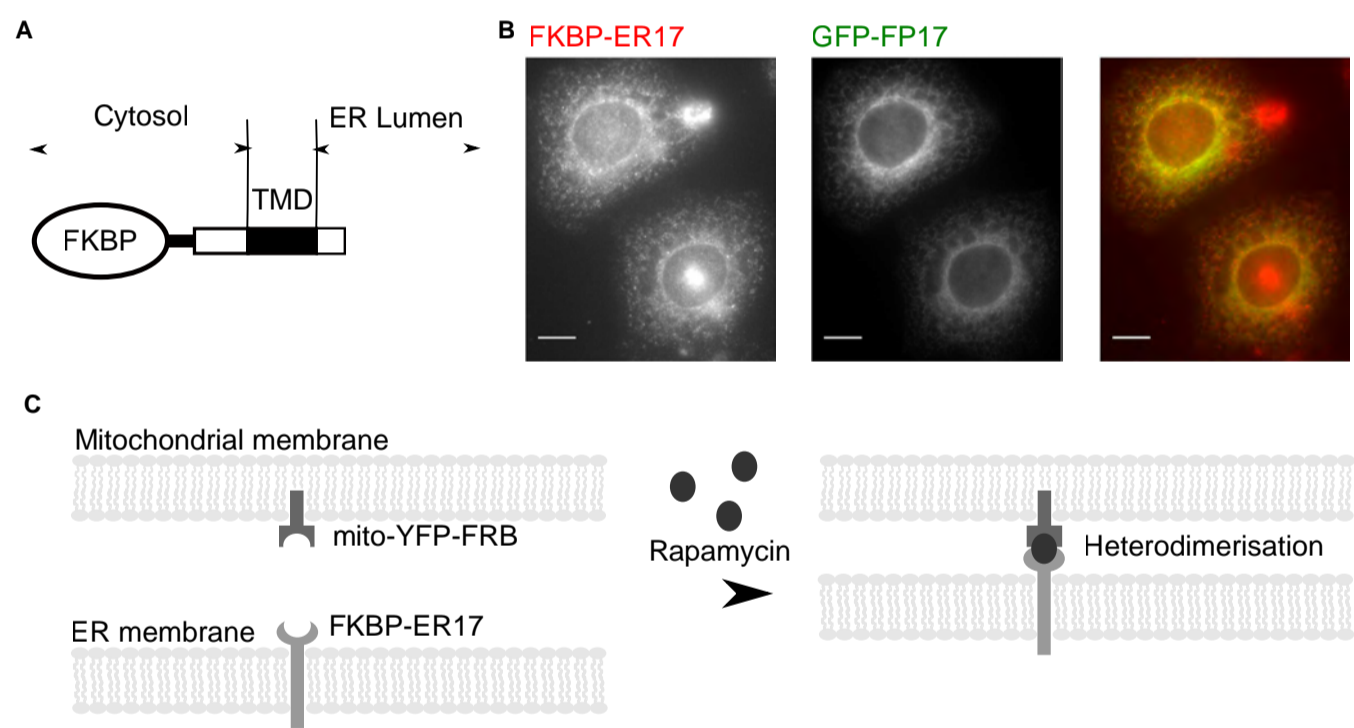 A
Cytosol
ER Lumen
TMD
FKBP
B
FKBP-ER17
GFP-FP17
C
Mitochondrial membrane
mito-YFP-FRB
ER membrane
FKBP-ER17
Rapamycin
Heterodimerisation